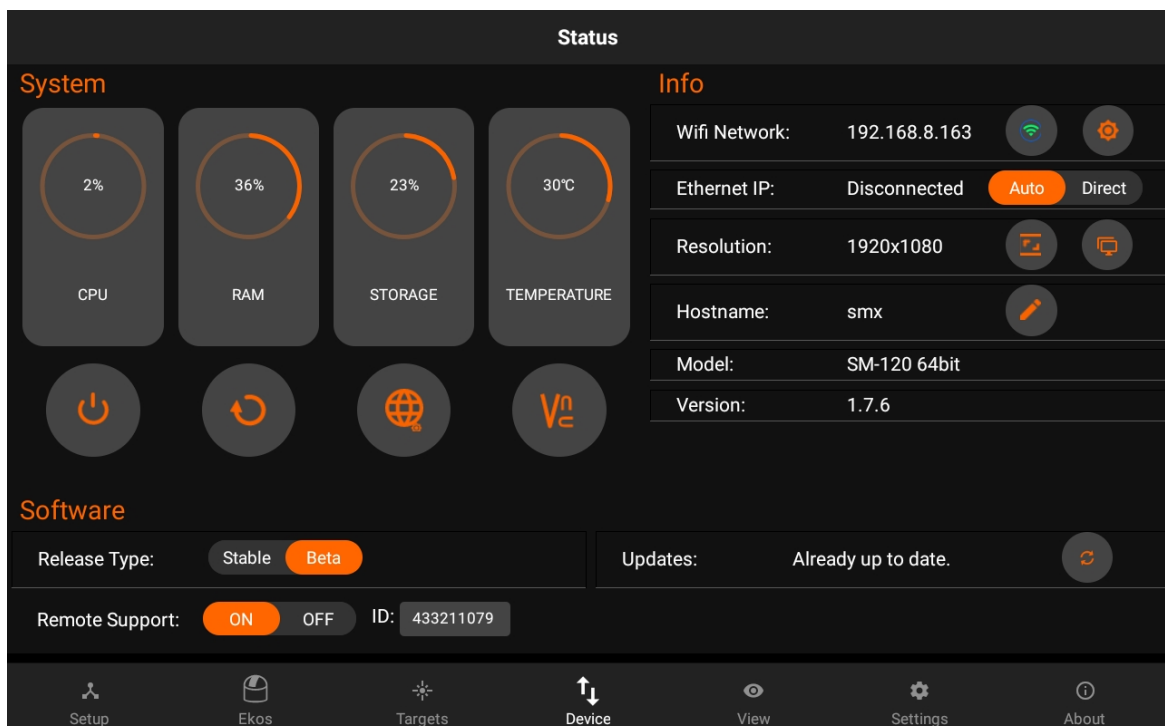 Status
System
2%
CPU
36%
RAM
23%
STORAGE
30℃
TEMPERATURE
Vnc
Info
Wifi Network: 192.168.8.163
Ethernet IP: Disconnected Auto Direct
Resolution: 1920x1080
Hostname: smx
Model: SM-120 64bit
Version: 1.7.6
Software
Release Type: Stable Beta
Updates: Already up to date.
Remote Support: ON OFF ID: 433211079
Setup Ekos Targets Device View Settings About